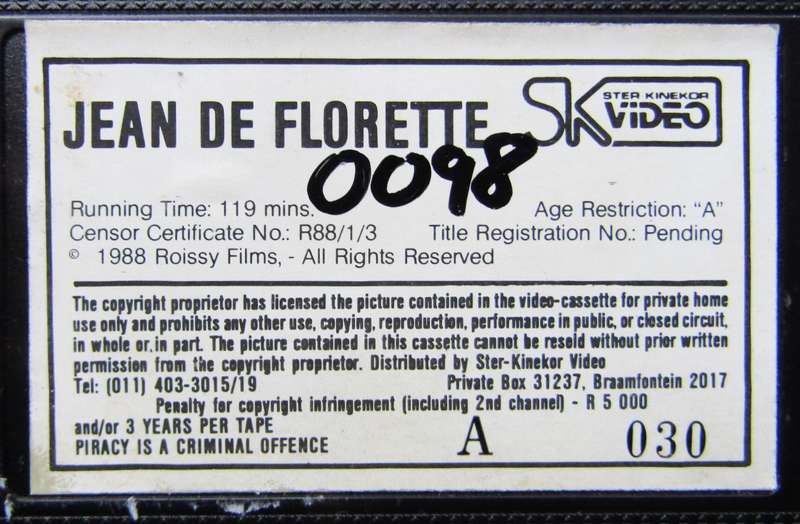 JEAN DE FLORETTE
SK STER KINEKOR VIDEO
0098
Running Time: 119 mins. Age Restriction: “A”
Censor Certificate No.: R88/1/3 Title Registration No.: Pending
© 1988 Roissy Films, - All Rights Reserved
The copyright proprietor has licensed the picture contained in the video-cassette for private home
use only and prohibits any other use, copying, reproduction, performance in public, or closed circuit,
in whole or in part. The picture contained in this cassette cannot be resold without prior written
permission from the copyright proprietor. Distributed by Ster-Kinekor Video
Tel: (011) 403-3015/19 Private Box 31237, Braamfontein 2017
Penalty for copyright infringement (including 2nd channel) - R 5 000
and/or 3 YEARS PER TAPE
PIRACY IS A CRIMINAL OFFENCE A 030